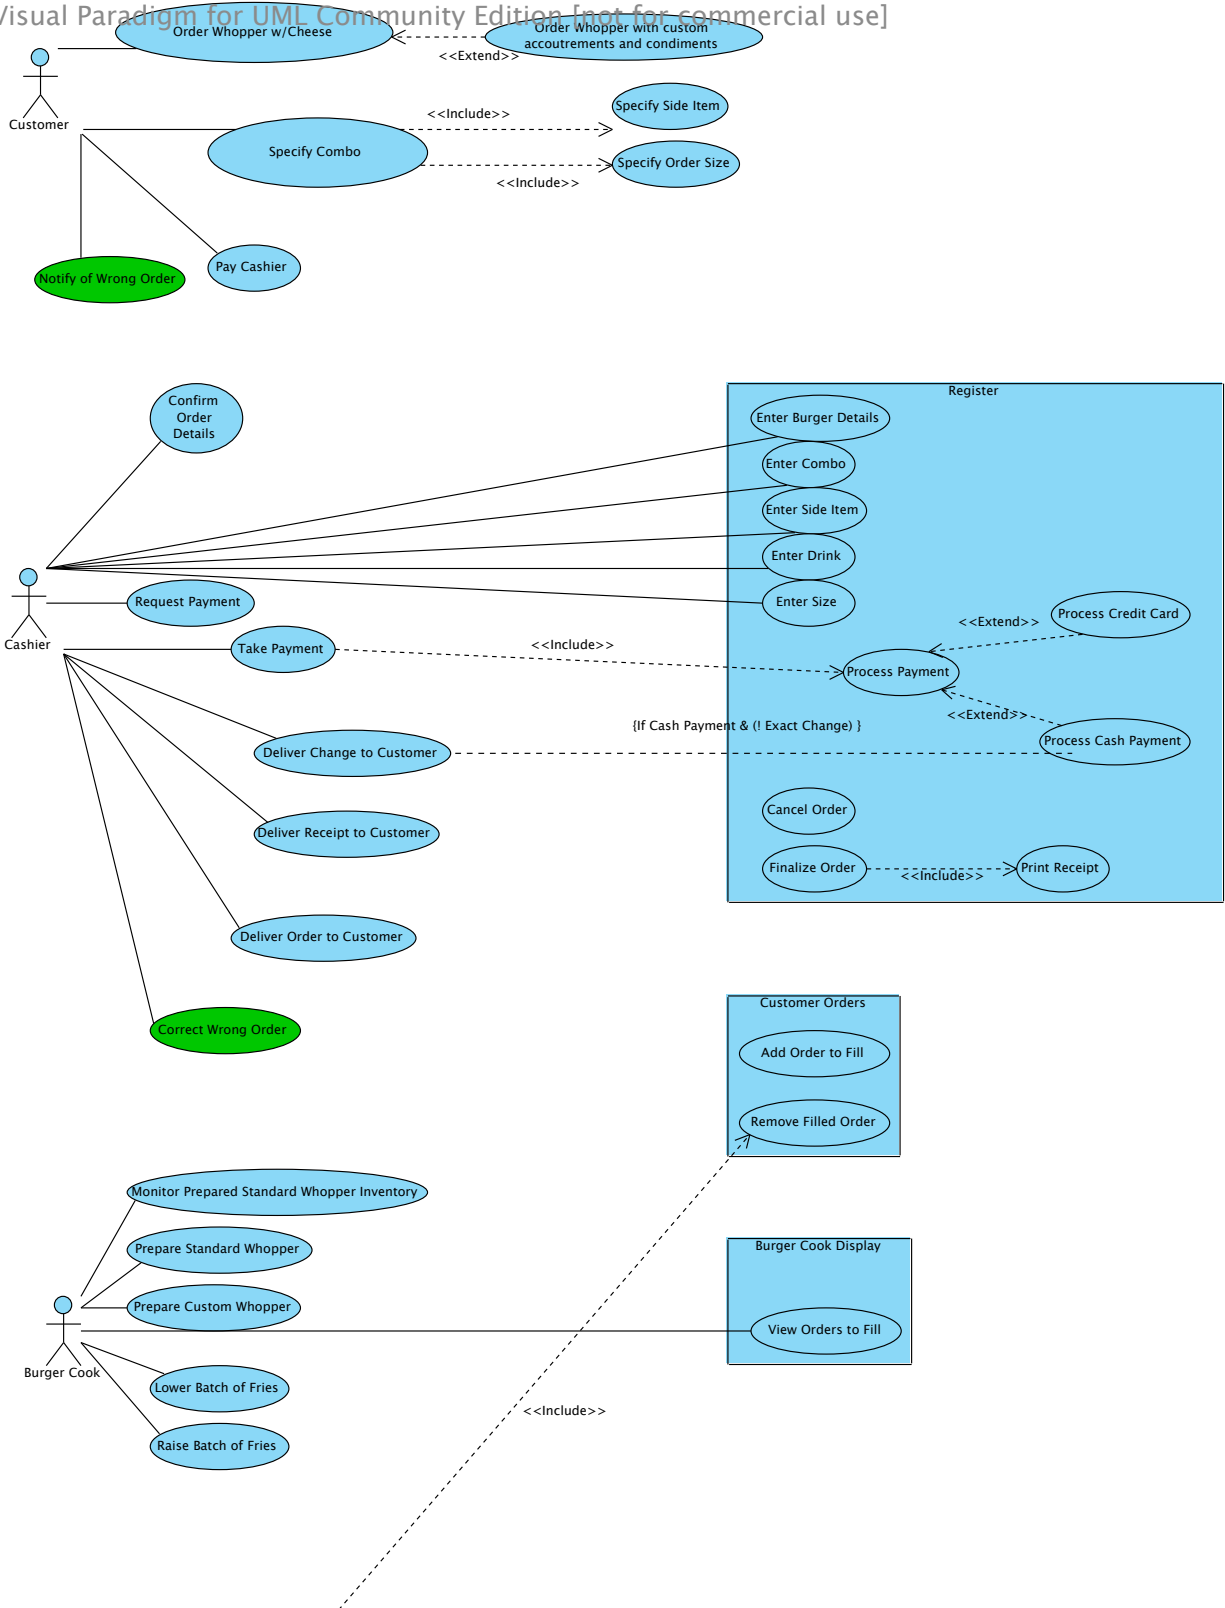 Visual Paradigm for UML Community Edition [not for commercial use]
Order Whopper w/Cheese
Order Whopper with custom
accoutrements and condiments
<<Extend>>
Customer
<<Include>>
Specify Side Item
Specify Combo
Specify Order Size
<<Include>>
Notify of Wrong Order
Pay Cashier
Register
Confirm
Order
Details
Enter Burger Details
Enter Combo
Enter Side Item
Enter Drink
Enter Size
Request Payment
Process Credit Card
<<Extend>>
Cashier
Take Payment
<<Include>>
Process Payment
<<Extend>>
{If Cash Payment & (! Exact Change) }
Process Cash Payment
Deliver Change to Customer
Cancel Order
Deliver Receipt to Customer
Finalize Order
<<Include>>
Print Receipt
Deliver Order to Customer
Customer Orders
Correct Wrong Order
Add Order to Fill
Remove Filled Order
Monitor Prepared Standard Whopper Inventory
Prepare Standard Whopper
Burger Cook Display
Prepare Custom Whopper
View Orders to Fill
Burger Cook
Lower Batch of Fries
<<Include>>
Raise Batch of Fries